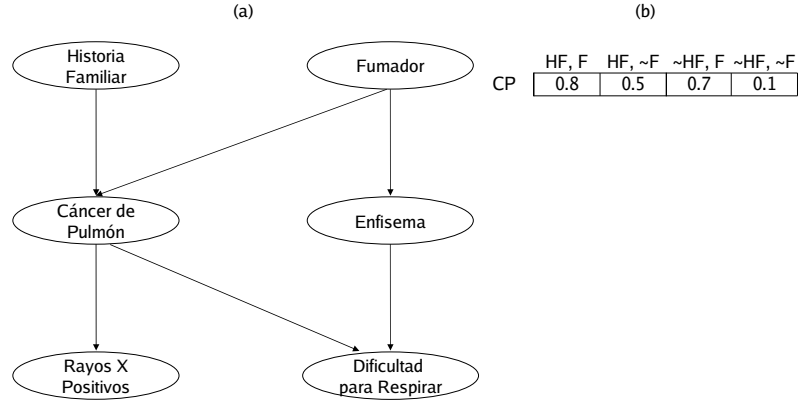 (a)
(b)
Historia
Familiar
Fumador
HF, F HF, ~F ~HF, F ~HF, ~F
CP 0.8 0.5 0.7 0.1
Cáncer de
Pulmón
Enfisema
Rayos X
Positivos
Dificultad
para Respirar